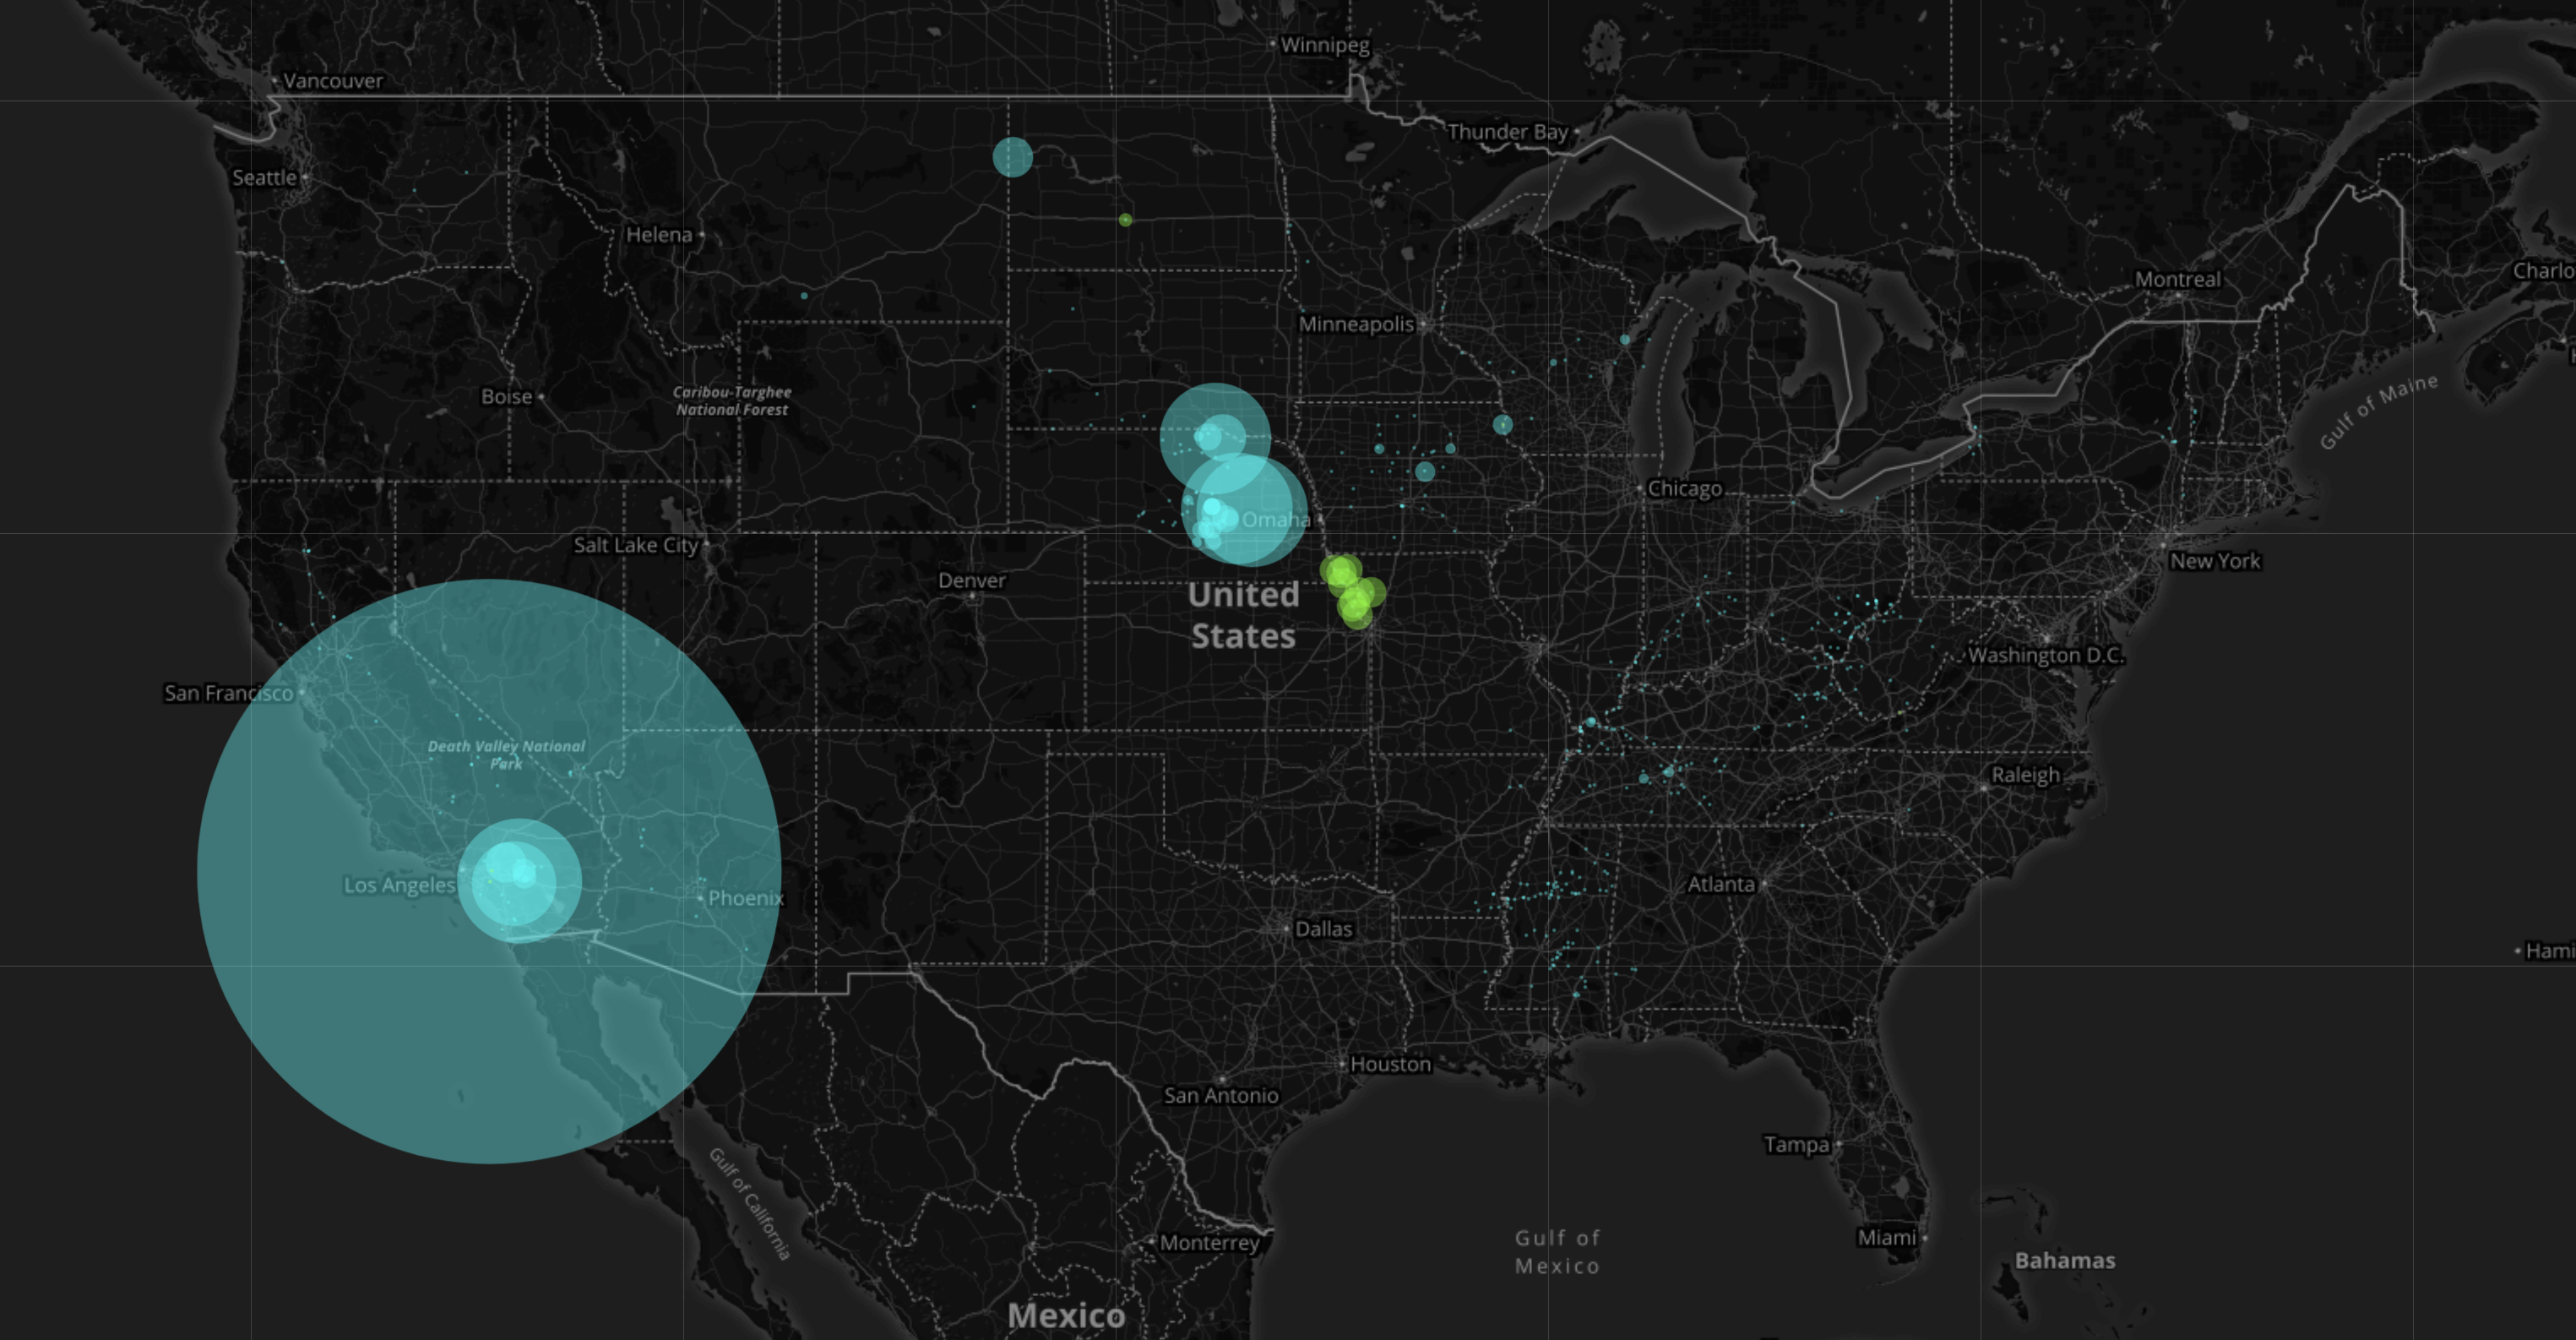 Winnipeg
Vancouver
Thunder Bay
Seattle
Helena
Charlo
Montreal
Minneapolis
Gulf of Maine
Boise
Caribou-Targhee
National Forest
Chicago
Omaha
Salt Lake City
New York
Denver
United
States
Washington D.C.
San Francisco
Death Valley National
Park
Raleigh
Los Angeles
Phoenix
Atlanta
Dallas
Hami
Houston
San Antonio
Tampa
Gulf of California
Miami
Gulf of
Mexico
Monterrey
Bahamas
Mexico